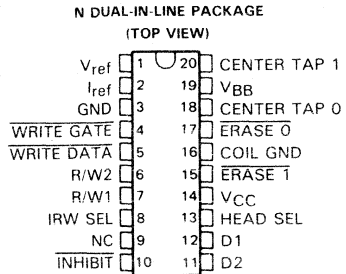 N DUAL-IN-LINE PACKAGE
(TOP VIEW)
Vref 1 20 CENTER TAP 1
Iref 2 19 VBB
GND 3 18 CENTER TAP 0
WRITE GATE 4 17 ERASE 0
WRITE DATA 5 16 COIL GND
R/W2 6 15 ERASE 1
R/W1 7 14 VCC
IRW SEL 8 13 HEAD SEL
NC 9 12 D1
INHIBIT 10 11 D2